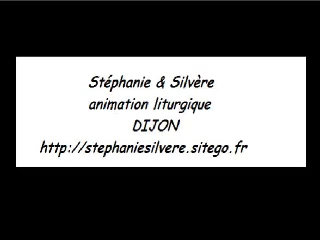 Stéphanie & Silvère
animation liturgique
DIJON
http://stephaniesilvere.sitego.fr